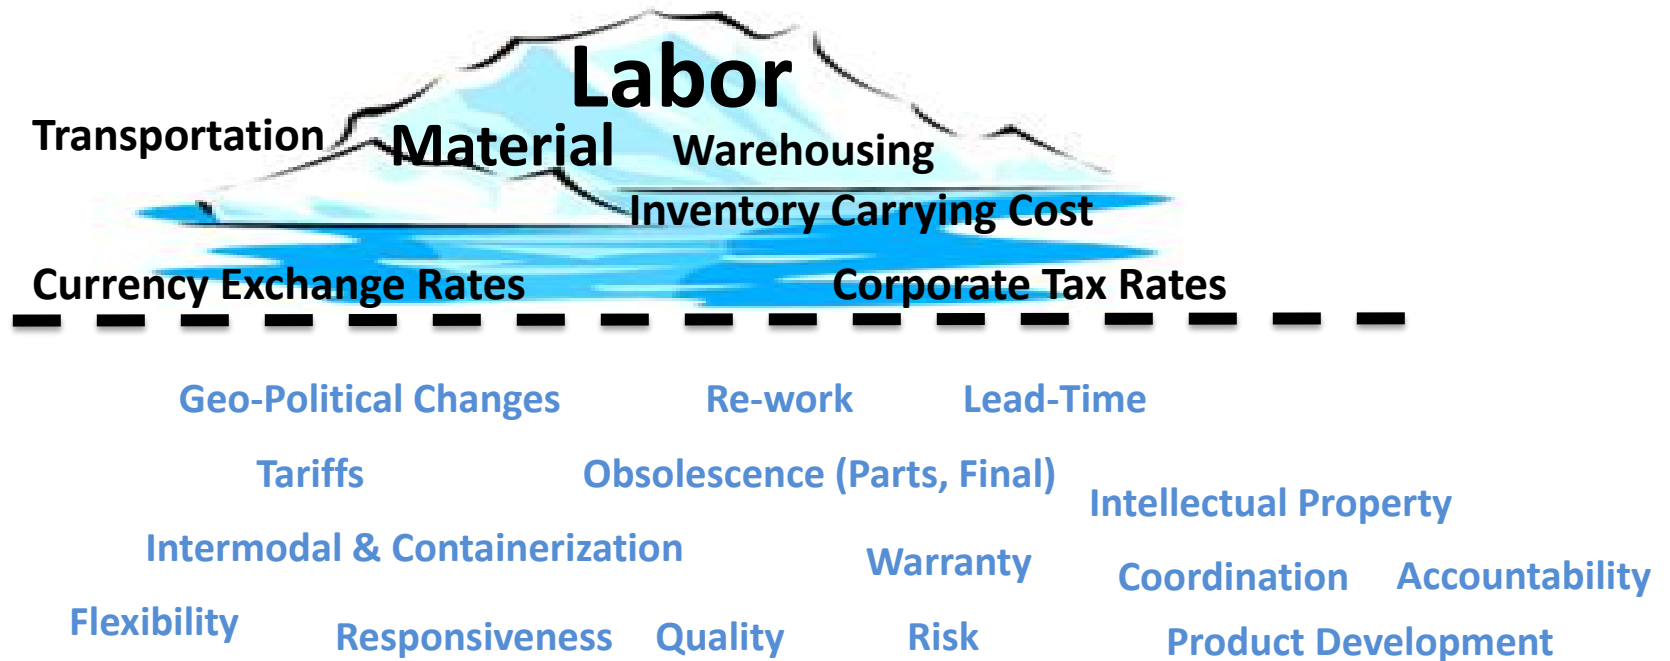 Labor
Transportation
Material
Warehousing
Inventory Carrying Cost
Currency Exchange Rates
Corporate Tax Rates
Geo-Political Changes
Re-work
Lead-Time
Tariffs
Obsolescence (Parts, Final)
Intellectual Property
Intermodal & Containerization
Warranty
Coordination
Accountability
Flexibility
Responsiveness
Quality
Risk
Product Development